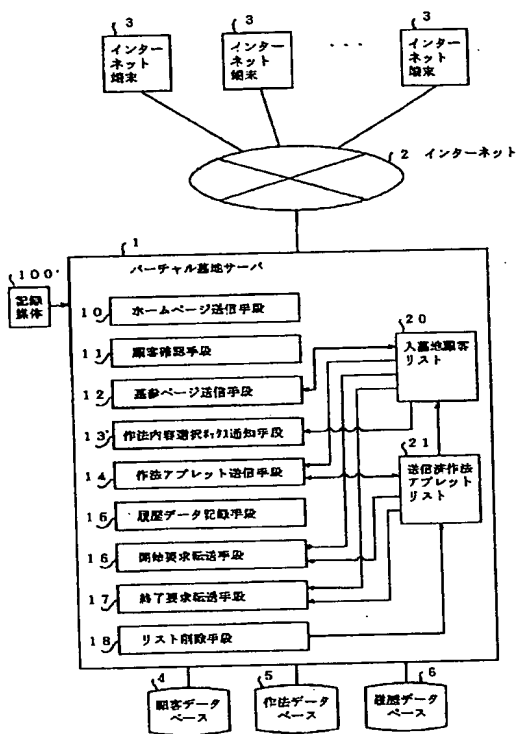 3
3
3
インター
ネット
端末
インター
ネット
端末
・・・
インター
ネット
端末
2 インターネット
1
バーチャル墓地サーバ
100'
記録
媒体
10 ホームページ送信手段
11 顧客確認手段
12 墓参ページ送信手段
13' 作法内容選択ボックス通知手段
14 作法アプレット送信手段
15 履歴データ記録手段
16 開始要求転送手段
17 終了要求転送手段
18 リスト削除手段
20
入墓地顧客
リスト
21
送信済作法
アプレット
リスト
4
顧客データ
ベース
5
作法データ
ベース
6
履歴データ
ベース